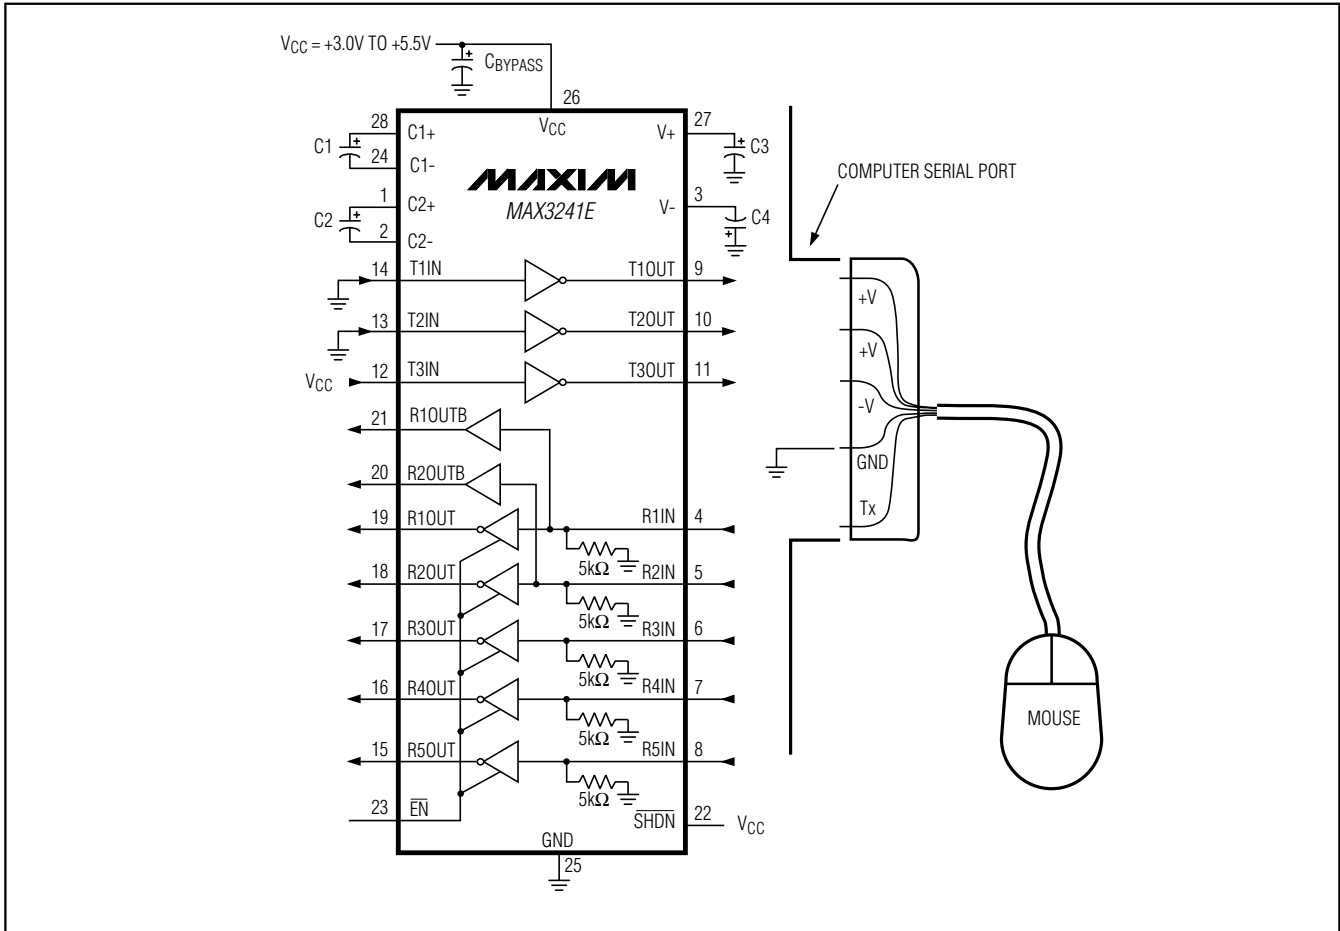 VCC = +3.0V TO +5.5V
CBYPASS
26
VCC
28
C1+
C1
24
C1-
1
C2+
C2
2
C2-
V+
27
C3
V-
3
C4
MAXIM
MAX3241E
COMPUTER SERIAL PORT
14
T1IN
T1OUT
9
13
T2IN
T2OUT
10
VCC
12
T3IN
T3OUT
11
21
R1OUTB
20
R2OUTB
19
R1OUT
R1IN
4
5kΩ
18
R2OUT
R2IN
5
5kΩ
17
R3OUT
R3IN
6
5kΩ
16
R4OUT
R4IN
7
5kΩ
15
R5OUT
R5IN
8
5kΩ
23
EN
SHDN
22
VCC
GND
25
+V
+V
-V
GND
Tx
MOUSE